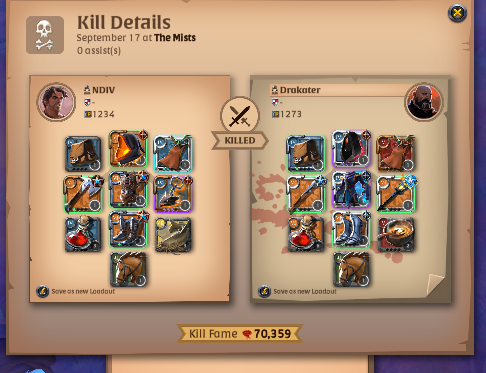 Kill Details
September 17 at The Mists
0 assist(s)
NDIV
-
1234
KILLED
Drakater
-
1273
Save as new Loadout
Save as new Loadout
Kill Fame 70,359